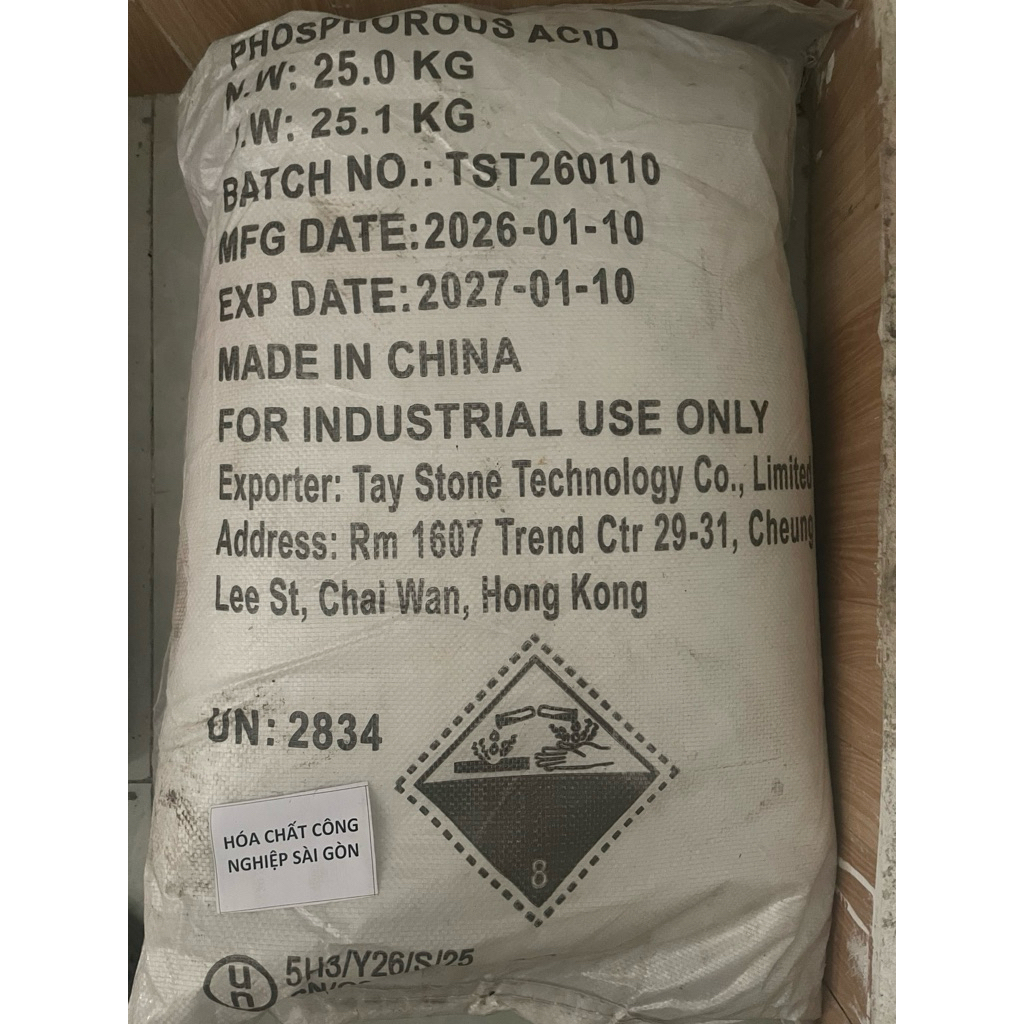 PHOSPHOROUS ACID
N.W: 25.0 KG
.W: 25.1 KG
BATCH NO.: TST260110
MFG DATE: 2026-01-10
EXP DATE: 2027-01-10
MADE IN CHINA
FOR INDUSTRIAL USE ONLY
Exporter: Tay Stone Technology Co., Limited
Address: Rm 1607 Trend Ctr 29-31, Cheung
Lee St, Chai Wan, Hong Kong
UN: 2834
8
HÓA CHẤT CÔNG
NGHIỆP SÀI GÒN
un
5H3/Y26/S/25